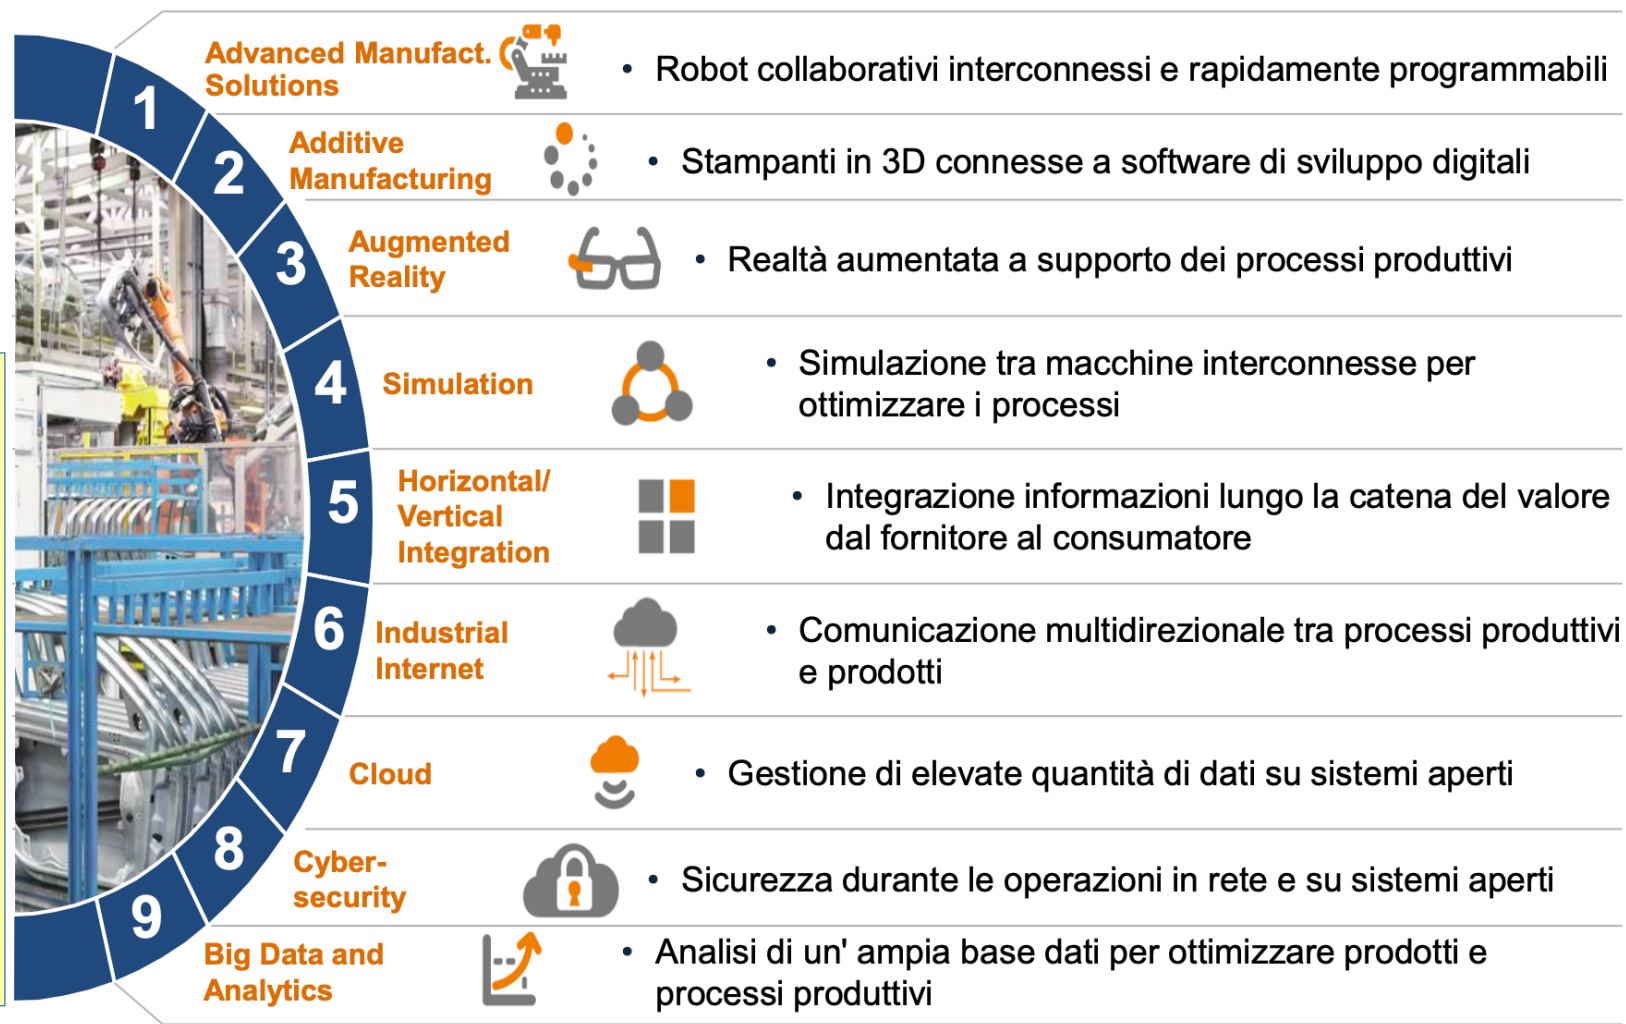 1
Advanced Manufact.
Solutions
• Robot collaborativi interconnessi e rapidamente programmabili
2
Additive
Manufacturing
• Stampanti in 3D connesse a software di sviluppo digitali
3
Augmented
Reality
• Realtà aumentata a supporto dei processi produttivi
4
Simulation
• Simulazione tra macchine interconnesse per
ottimizzare i processi
5
Horizontal/
Vertical
Integration
• Integrazione informazioni lungo la catena del valore
dal fornitore al consumatore
6
Industrial
Internet
• Comunicazione multidirezionale tra processi produttivi
e prodotti
7
Cloud
• Gestione di elevate quantità di dati su sistemi aperti
8
Cyber-
security
• Sicurezza durante le operazioni in rete e su sistemi aperti
9
Big Data and
Analytics
• Analisi di un' ampia base dati per ottimizzare prodotti e
processi produttivi